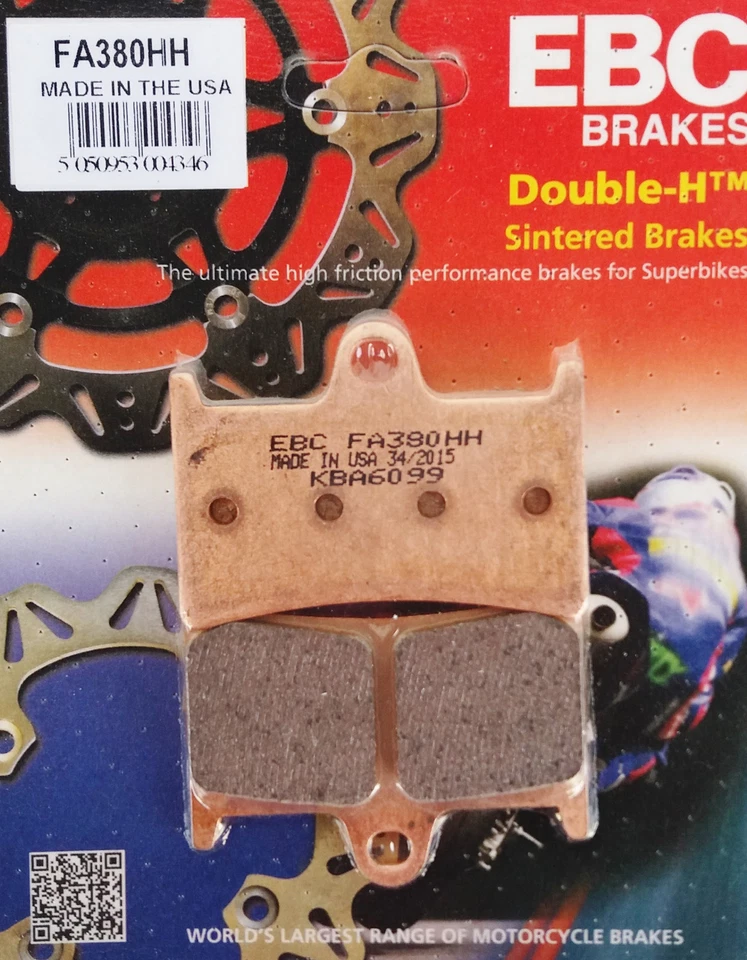 FA380HH
MADE IN THE USA
5 050953 004346
EBC
BRAKES
Double-H™
Sintered Brakes
The ultimate high friction performance brakes for Superbikes
EBC FA380HH
MADE IN USA 34/2015
KBA6099
WORLD'S LARGEST RANGE OF MOTORCYCLE BRAKES